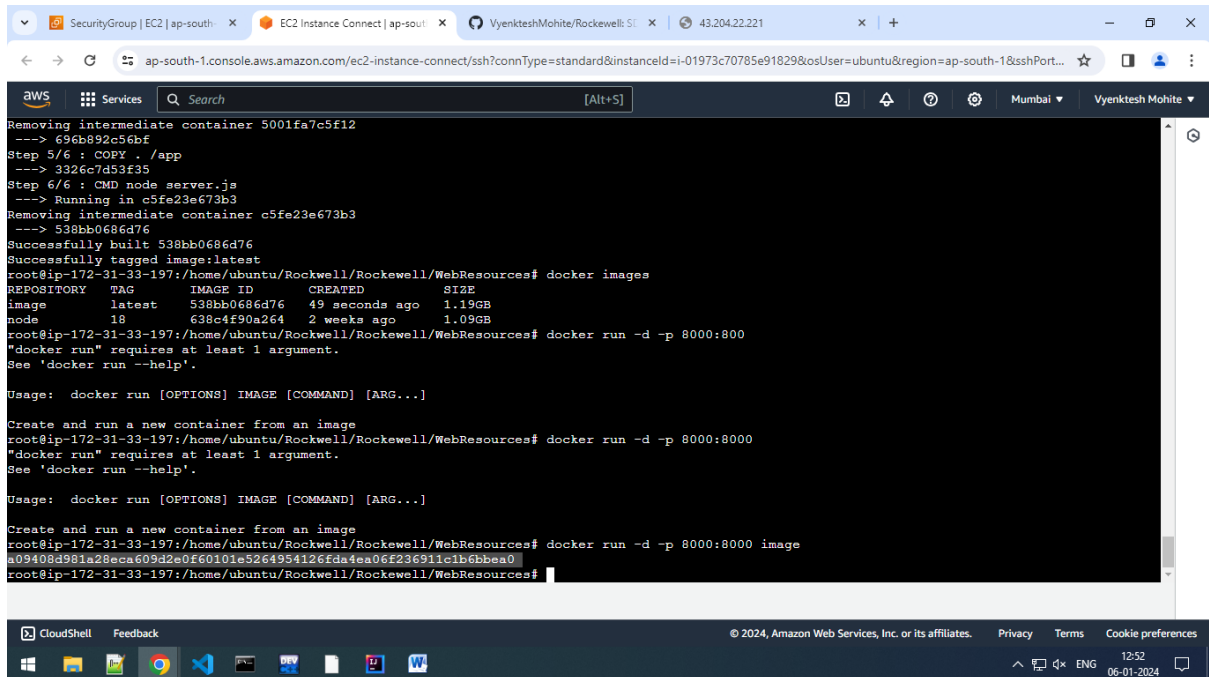 SecurityGroup | EC2 | ap-south-
EC2 Instance Connect | ap-sout
VyenkteshMohite/Rockewell: SD
43.204.22.221
ap-south-1.console.aws.amazon.com/ec2-instance-connect/ssh?connType=standard&instanceId=i-01973c70785e91829&osUser=ubuntu&region=ap-south-1&sshPort...
aws Services Search [Alt+S] Mumbai Vyenktesh Mohite
Removing intermediate container 5001fa7c5f12
---> 696b892c56bf
Step 5/6 : COPY . /app
---> 3326c7d53f35
Step 6/6 : CMD node server.js
---> Running in c5fe23e673b3
Removing intermediate container c5fe23e673b3
---> 538bb0686d76
Successfully built 538bb0686d76
Successfully tagged image:latest
root@ip-172-31-33-197:/home/ubuntu/Rockwell/Rockewell/WebResources# docker images
REPOSITORY TAG IMAGE ID CREATED SIZE
image latest 538bb0686d76 49 seconds ago 1.19GB
node 18 638c4f90a264 2 weeks ago 1.09GB
root@ip-172-31-33-197:/home/ubuntu/Rockwell/Rockewell/WebResources# docker run -d -p 8000:800
"docker run" requires at least 1 argument.
See 'docker run --help'.
Usage: docker run [OPTIONS] IMAGE [COMMAND] [ARG...]
Create and run a new container from an image
root@ip-172-31-33-197:/home/ubuntu/Rockwell/Rockewell/WebResources# docker run -d -p 8000:8000
"docker run" requires at least 1 argument.
See 'docker run --help'.
Usage: docker run [OPTIONS] IMAGE [COMMAND] [ARG...]
Create and run a new container from an image
root@ip-172-31-33-197:/home/ubuntu/Rockwell/Rockewell/WebResources# docker run -d -p 8000:8000 image
a09408d981a28eca609d2e0f60101e5264954126fda4ea06f236911c1b6bbea0
root@ip-172-31-33-197:/home/ubuntu/Rockwell/Rockewell/WebResources#
CloudShell Feedback © 2024, Amazon Web Services, Inc. or its affiliates. Privacy Terms Cookie preferences
DEV W ENG 12:52
06-01-2024